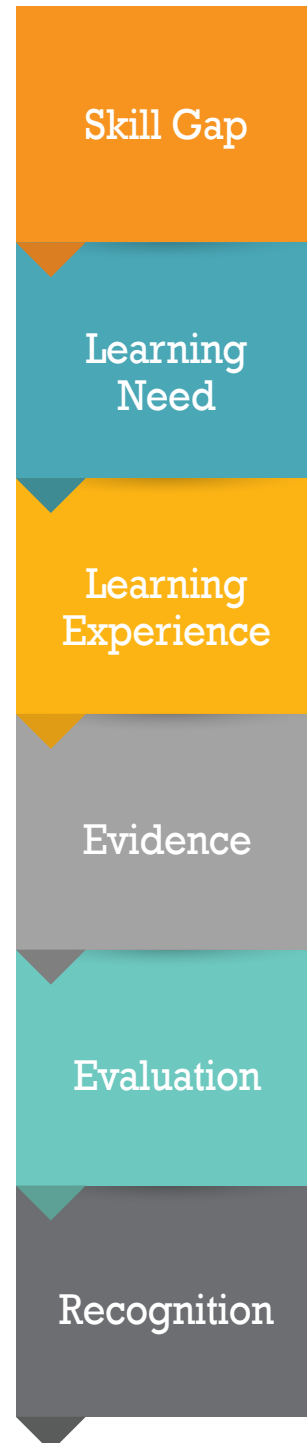 Skill Gap
Learning
Need
Learning
Experience
Evidence
Evaluation
Recognition